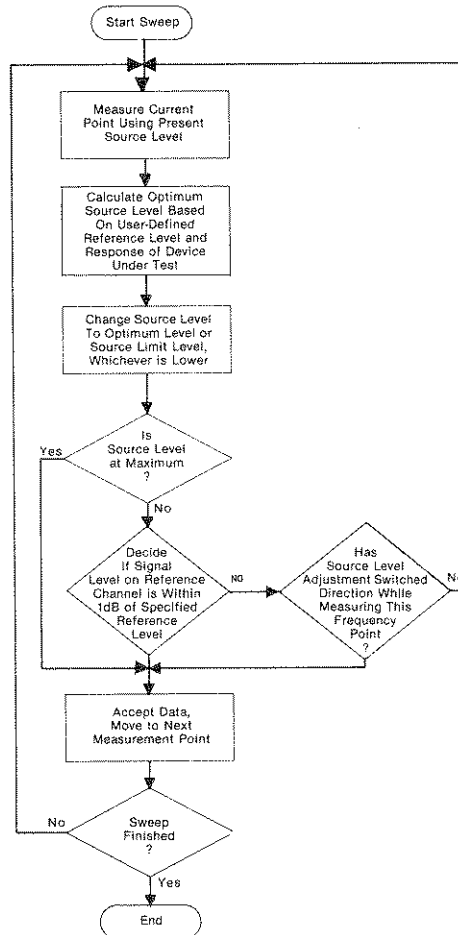 Start Sweep
Measure Current
Point Using Present
Source Level
Calculate Optimum
Source Level Based
On User-Defined
Reference Level and
Response of Device
Under Test
Change Source Level
To Optimum Level or
Source Limit Level,
Whichever is Lower
Is
Source Level
at Maximum
?
Yes
No
Decide
If Signal
Level on Reference
Channel is Within
1dB of Specified
Reference
Level
NO
Has
Source Level
Adjustment Switched
Direction While
Measuring This
Frequency
Point
?
No
Accept Data,
Move to Next
Measurement Point
Sweep
Finished
?
No
Yes
End